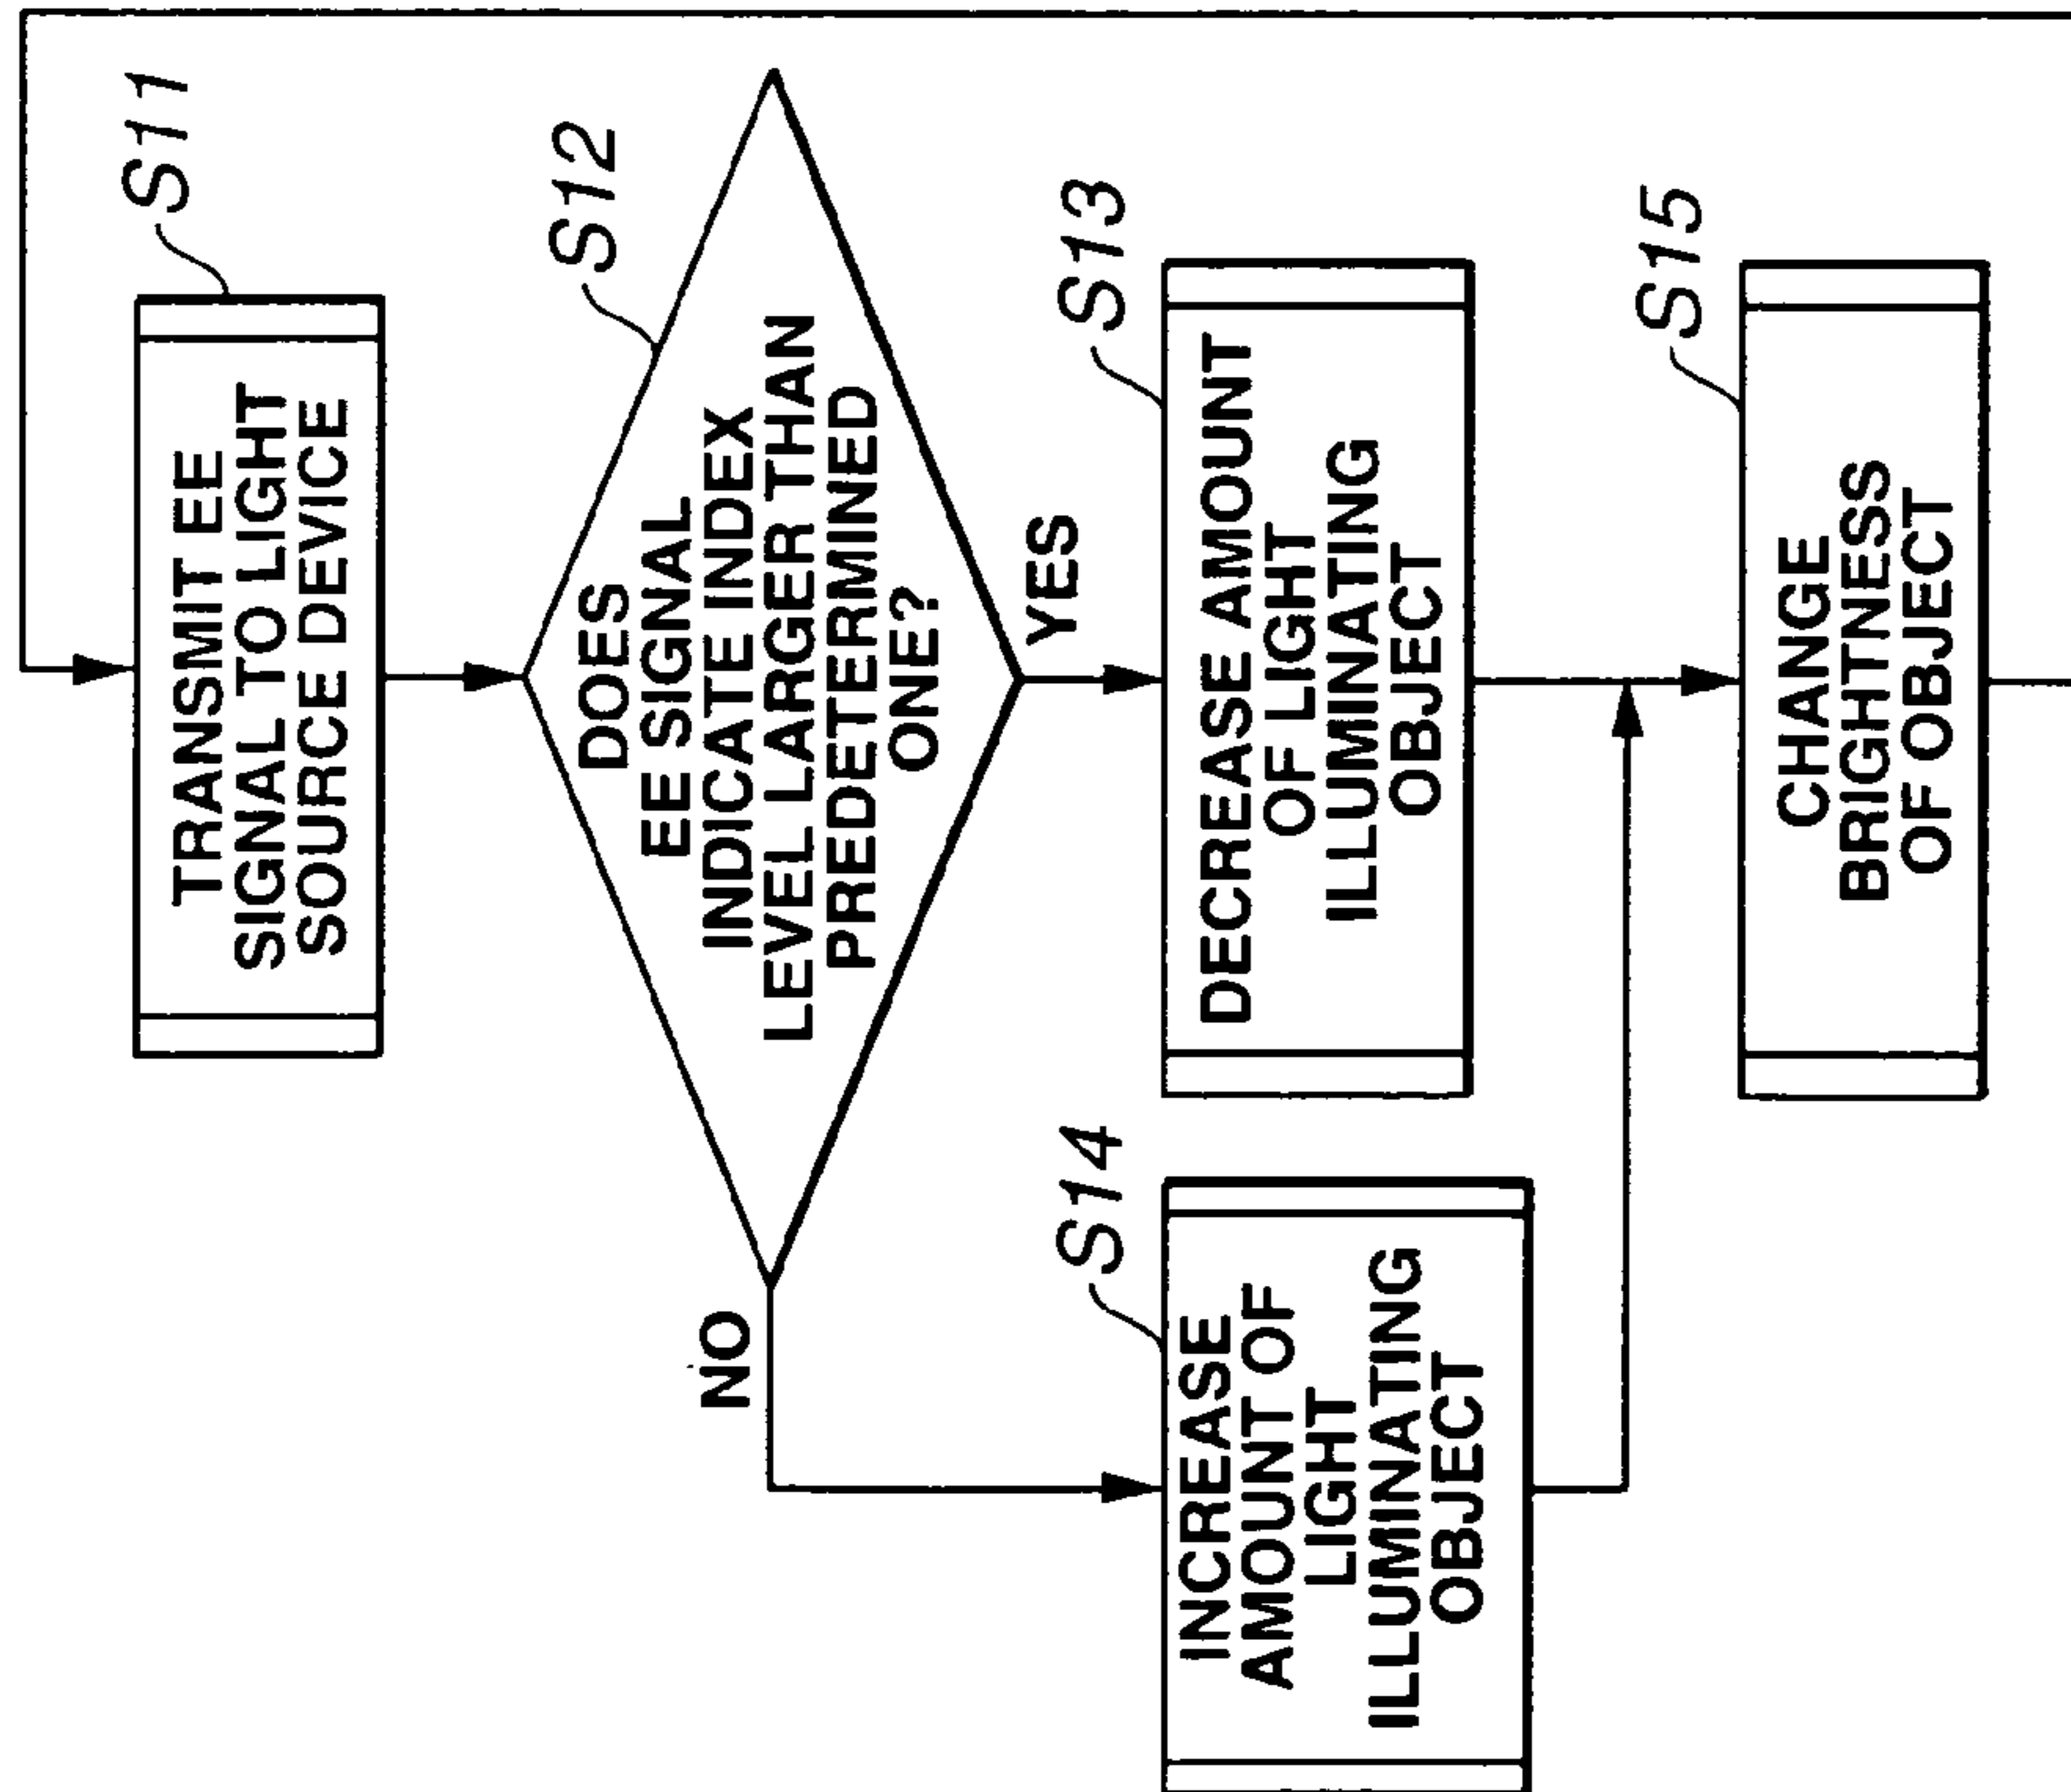 S11
TRANSMIT EE
SIGNAL TO LIGHT
SOURCE DEVICE
S12
DOES
EE SIGNAL
INDICATE INDEX
LEVEL LARGER THAN
PREDETERMINED
ONE?
NO
YES
S13
DECREASE AMOUNT
OF LIGHT
ILLUMINATING
OBJECT
S14
INCREASE
AMOUNT OF
LIGHT
ILLUMINATING
OBJECT
S15
CHANGE
BRIGHTNESS
OF OBJECT